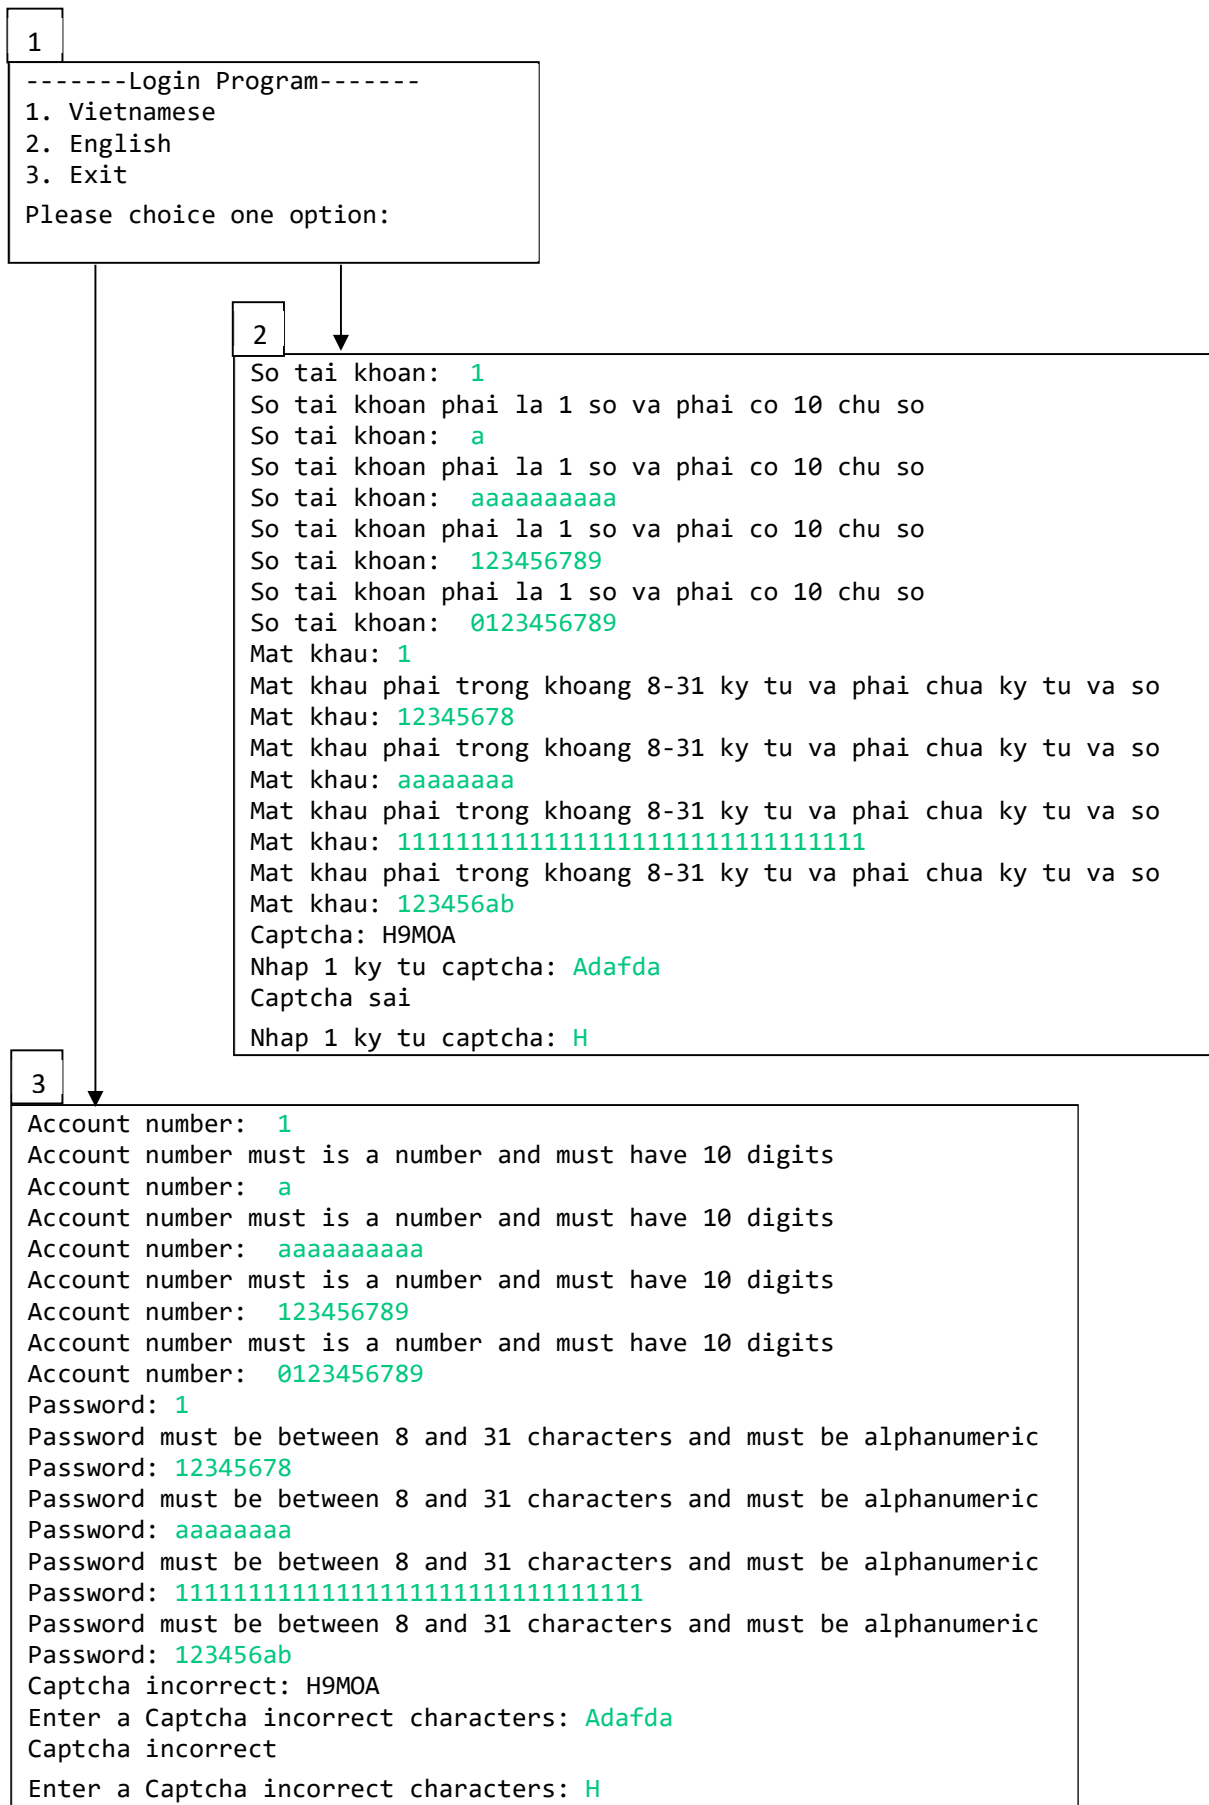 1
-------Login Program-------
1. Vietnamese
2. English
3. Exit
Please choice one option:
2
So tai khoan:  1
So tai khoan phai la 1 so va phai co 10 chu so
So tai khoan:  a
So tai khoan phai la 1 so va phai co 10 chu so
So tai khoan:  aaaaaaaaaa
So tai khoan phai la 1 so va phai co 10 chu so
So tai khoan:  123456789
So tai khoan phai la 1 so va phai co 10 chu so
So tai khoan:  0123456789
Mat khau: 1
Mat khau phai trong khoang 8-31 ky tu va phai chua ky tu va so
Mat khau: 12345678
Mat khau phai trong khoang 8-31 ky tu va phai chua ky tu va so
Mat khau: aaaaaaaa
Mat khau phai trong khoang 8-31 ky tu va phai chua ky tu va so
Mat khau: 11111111111111111111111111111111
Mat khau phai trong khoang 8-31 ky tu va phai chua ky tu va so
Mat khau: 123456ab
Captcha: H9MOA
Nhap 1 ky tu captcha: Adafda
Captcha sai
Nhap 1 ky tu captcha: H
3
Account number:  1
Account number must is a number and must have 10 digits
Account number:  a
Account number must is a number and must have 10 digits
Account number:  aaaaaaaaaa
Account number must is a number and must have 10 digits
Account number:  123456789
Account number must is a number and must have 10 digits
Account number:  0123456789
Password: 1
Password must be between 8 and 31 characters and must be alphanumeric
Password: 12345678
Password must be between 8 and 31 characters and must be alphanumeric
Password: aaaaaaaa
Password must be between 8 and 31 characters and must be alphanumeric
Password: 11111111111111111111111111111111
Password must be between 8 and 31 characters and must be alphanumeric
Password: 123456ab
Captcha incorrect: H9MOA
Enter a Captcha incorrect characters: Adafda
Captcha incorrect
Enter a Captcha incorrect characters: H